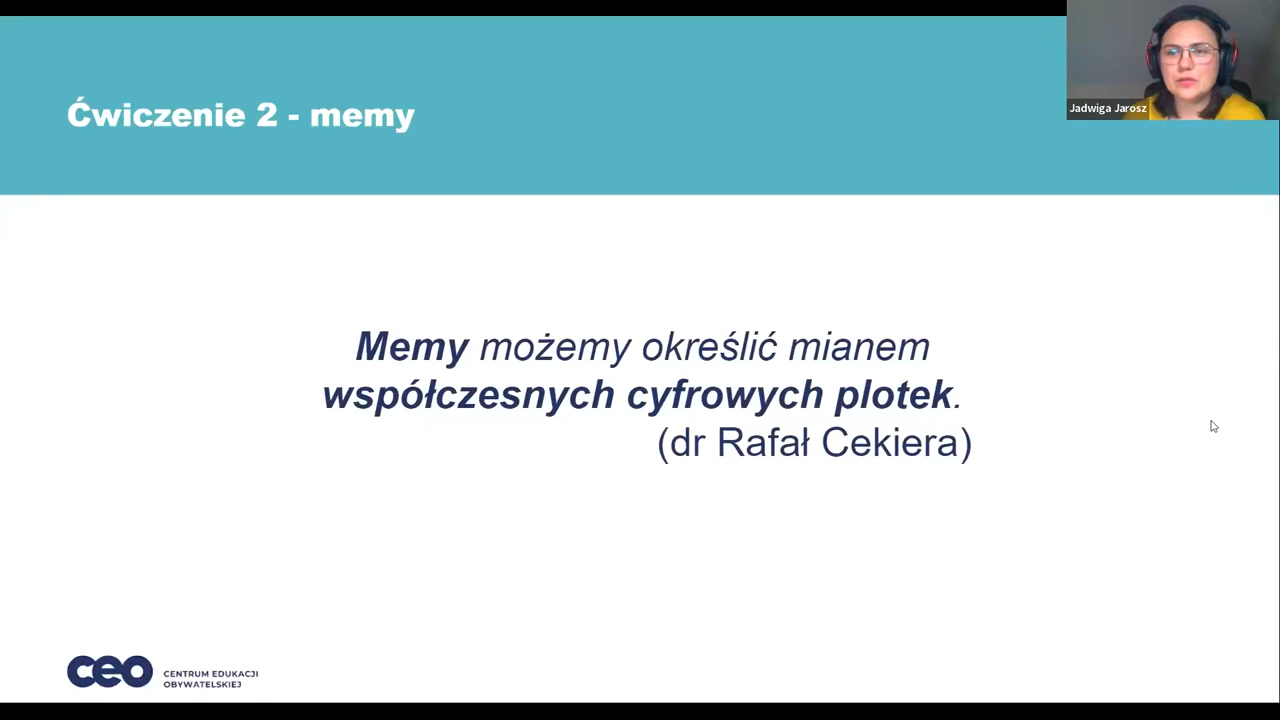 Ćwiczenie 2 - memy
Jadwiga Jarosz
Memy możemy określić mianem
współczesnych cyfrowych plotek.
(dr Rafał Cekiera)
ceo
CENTRUM EDUKACJI
OBYWATELSKIEJ